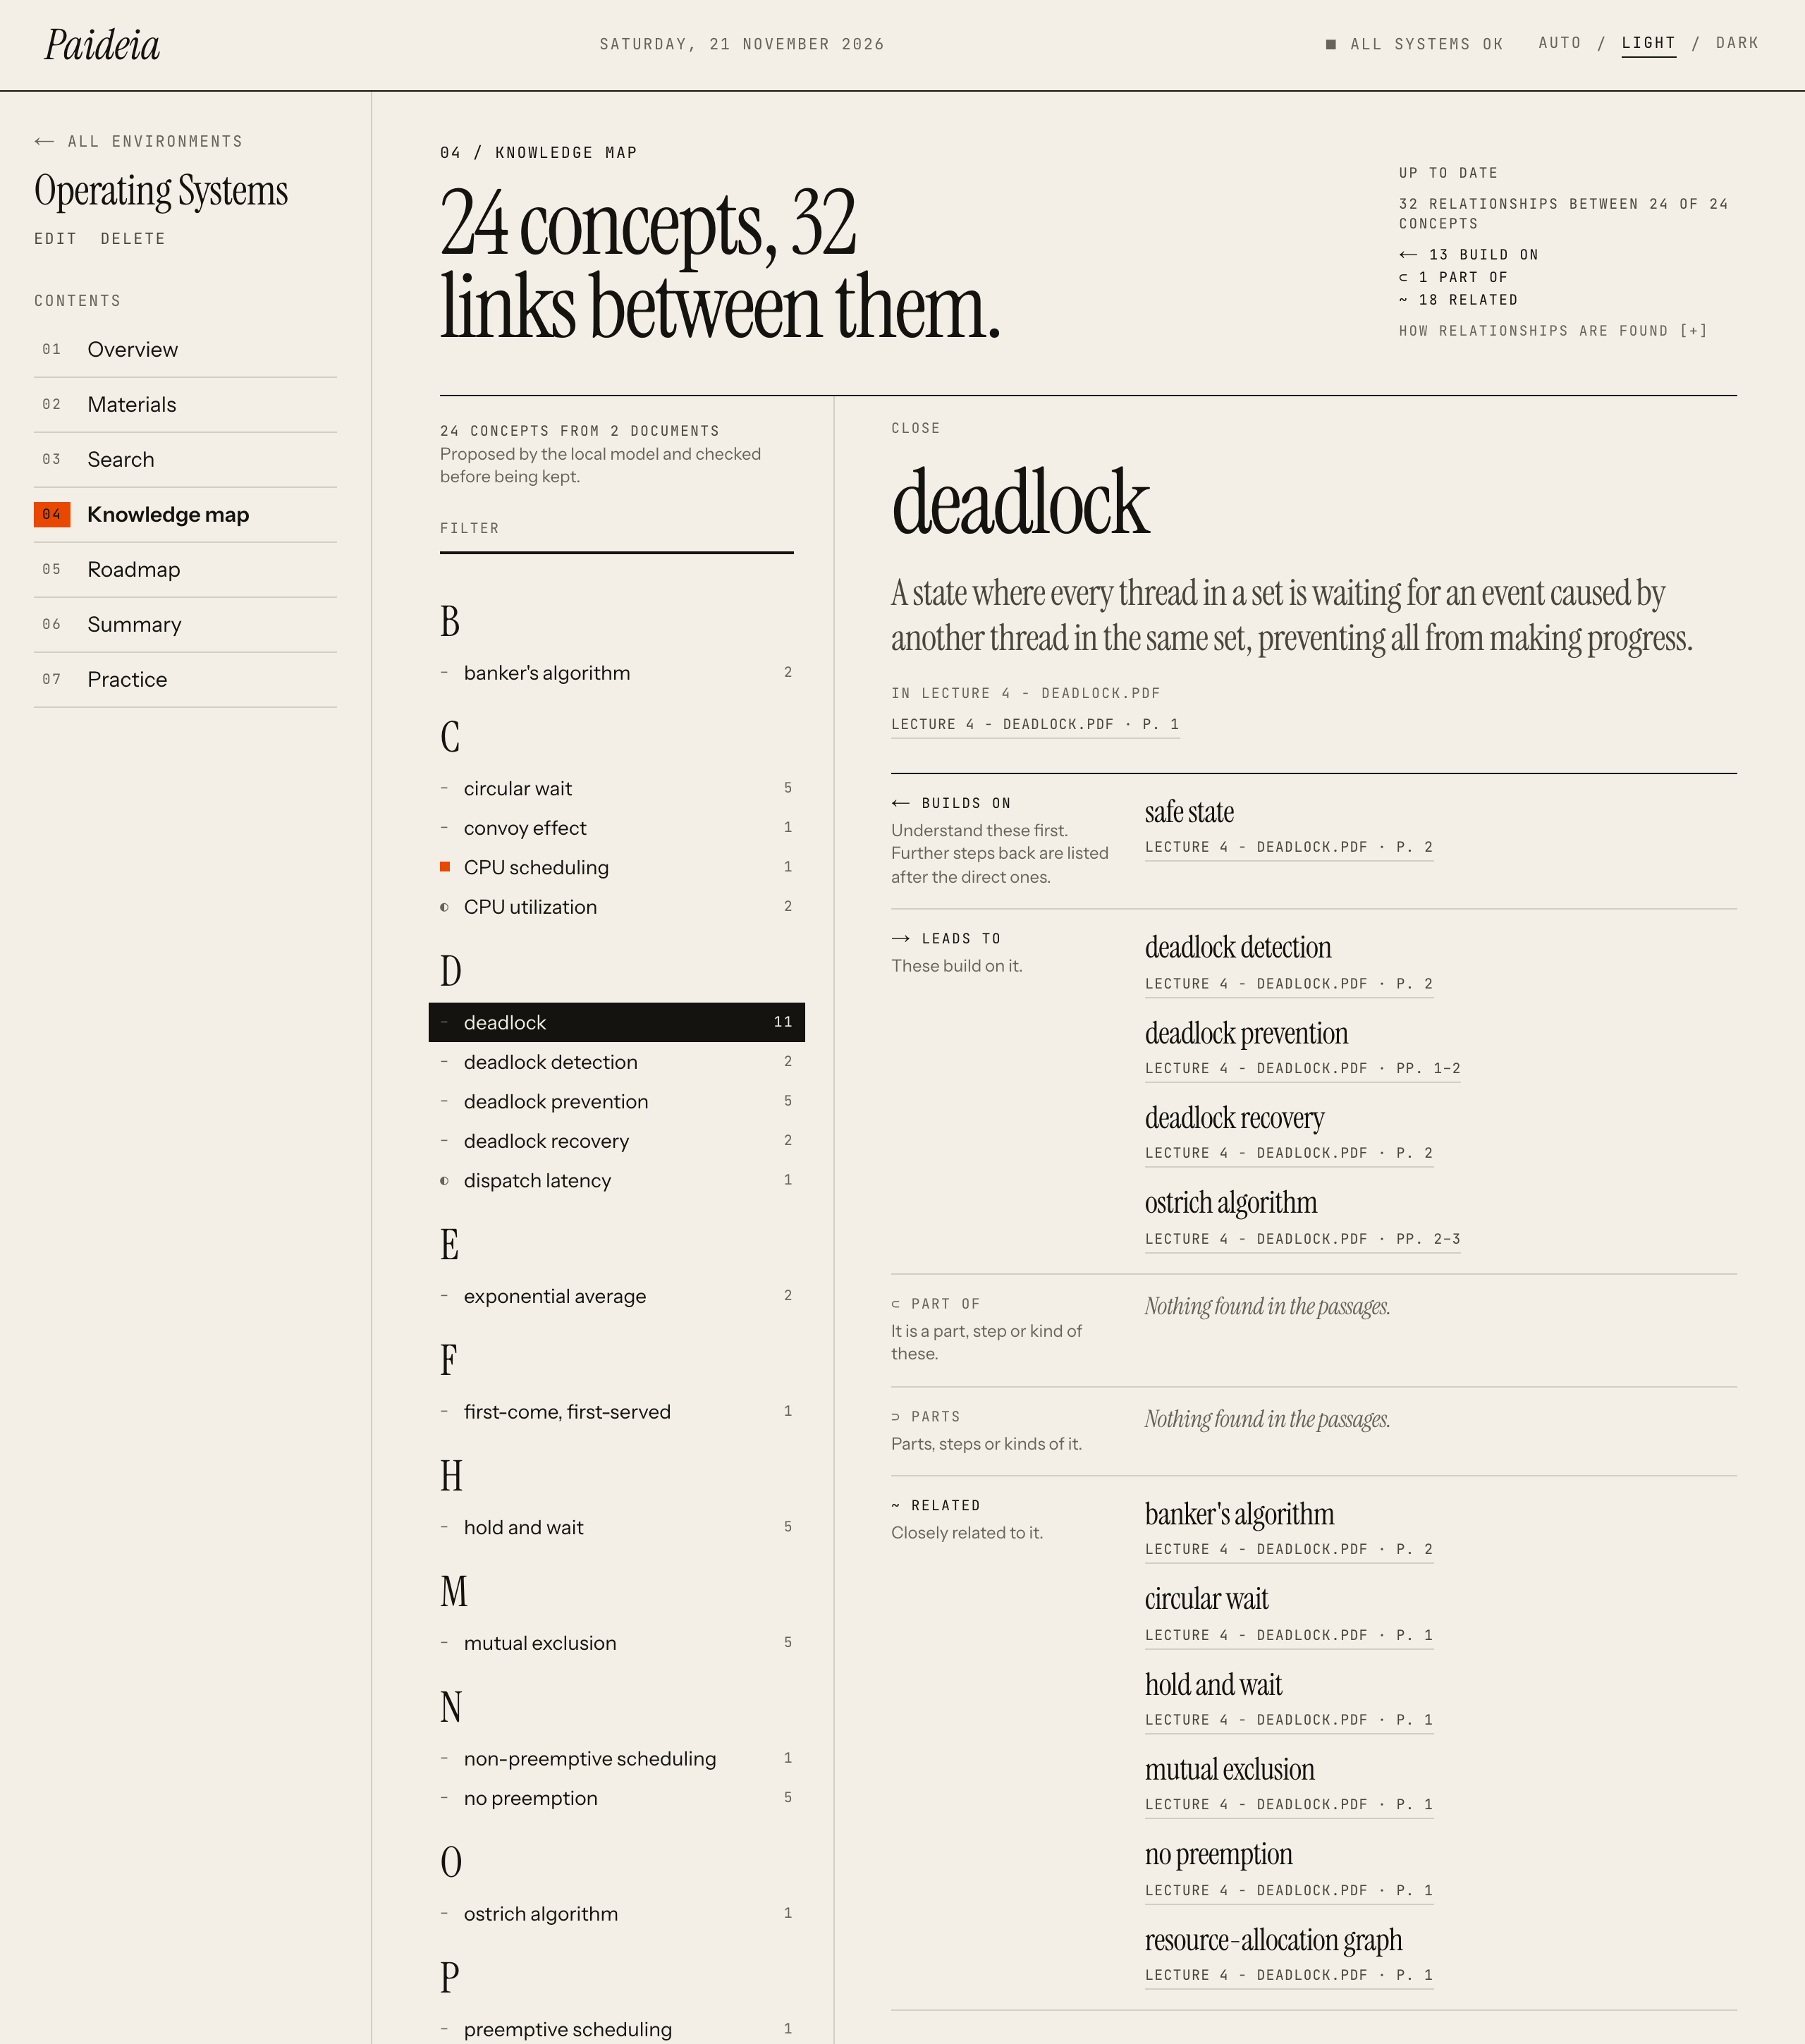 Paideia
SATURDAY, 21 NOVEMBER 2026
■ ALL SYSTEMS OK
AUTO / LIGHT / DARK
← ALL ENVIRONMENTS
Operating Systems
EDIT DELETE
CONTENTS
01 Overview
02 Materials
03 Search
04 Knowledge map
05 Roadmap
06 Summary
07 Practice
04 / KNOWLEDGE MAP
24 concepts, 32
links between them.
UP TO DATE
32 RELATIONSHIPS BETWEEN 24 OF 24
CONCEPTS
← 13 BUILD ON
⊂ 1 PART OF
~ 18 RELATED
HOW RELATIONSHIPS ARE FOUND [+]
24 CONCEPTS FROM 2 DOCUMENTS
Proposed by the local model and checked
before being kept.
FILTER
B
– banker's algorithm 2
C
– circular wait 5
– convoy effect 1
■ CPU scheduling 1
◐ CPU utilization 2
D
– deadlock 11
– deadlock detection 2
– deadlock prevention 5
– deadlock recovery 2
◐ dispatch latency 1
E
– exponential average 2
F
– first-come, first-served 1
H
– hold and wait 5
M
– mutual exclusion 5
N
– non-preemptive scheduling 1
– no preemption 5
O
– ostrich algorithm 1
P
– preemptive scheduling 1
CLOSE
deadlock
A state where every thread in a set is waiting for an event caused by
another thread in the same set, preventing all from making progress.
IN LECTURE 4 - DEADLOCK.PDF
LECTURE 4 - DEADLOCK.PDF · P. 1
← BUILDS ON
Understand these first.
Further steps back are listed
after the direct ones.
safe state
LECTURE 4 - DEADLOCK.PDF · P. 2
→ LEADS TO
These build on it.
deadlock detection
LECTURE 4 - DEADLOCK.PDF · P. 2
deadlock prevention
LECTURE 4 - DEADLOCK.PDF · PP. 1–2
deadlock recovery
LECTURE 4 - DEADLOCK.PDF · P. 2
ostrich algorithm
LECTURE 4 - DEADLOCK.PDF · PP. 2–3
⊂ PART OF
It is a part, step or kind of
these.
Nothing found in the passages.
⊃ PARTS
Parts, steps or kinds of it.
Nothing found in the passages.
~ RELATED
Closely related to it.
banker's algorithm
LECTURE 4 - DEADLOCK.PDF · P. 2
circular wait
LECTURE 4 - DEADLOCK.PDF · P. 1
hold and wait
LECTURE 4 - DEADLOCK.PDF · P. 1
mutual exclusion
LECTURE 4 - DEADLOCK.PDF · P. 1
no preemption
LECTURE 4 - DEADLOCK.PDF · P. 1
resource-allocation graph
LECTURE 4 - DEADLOCK.PDF · P. 1